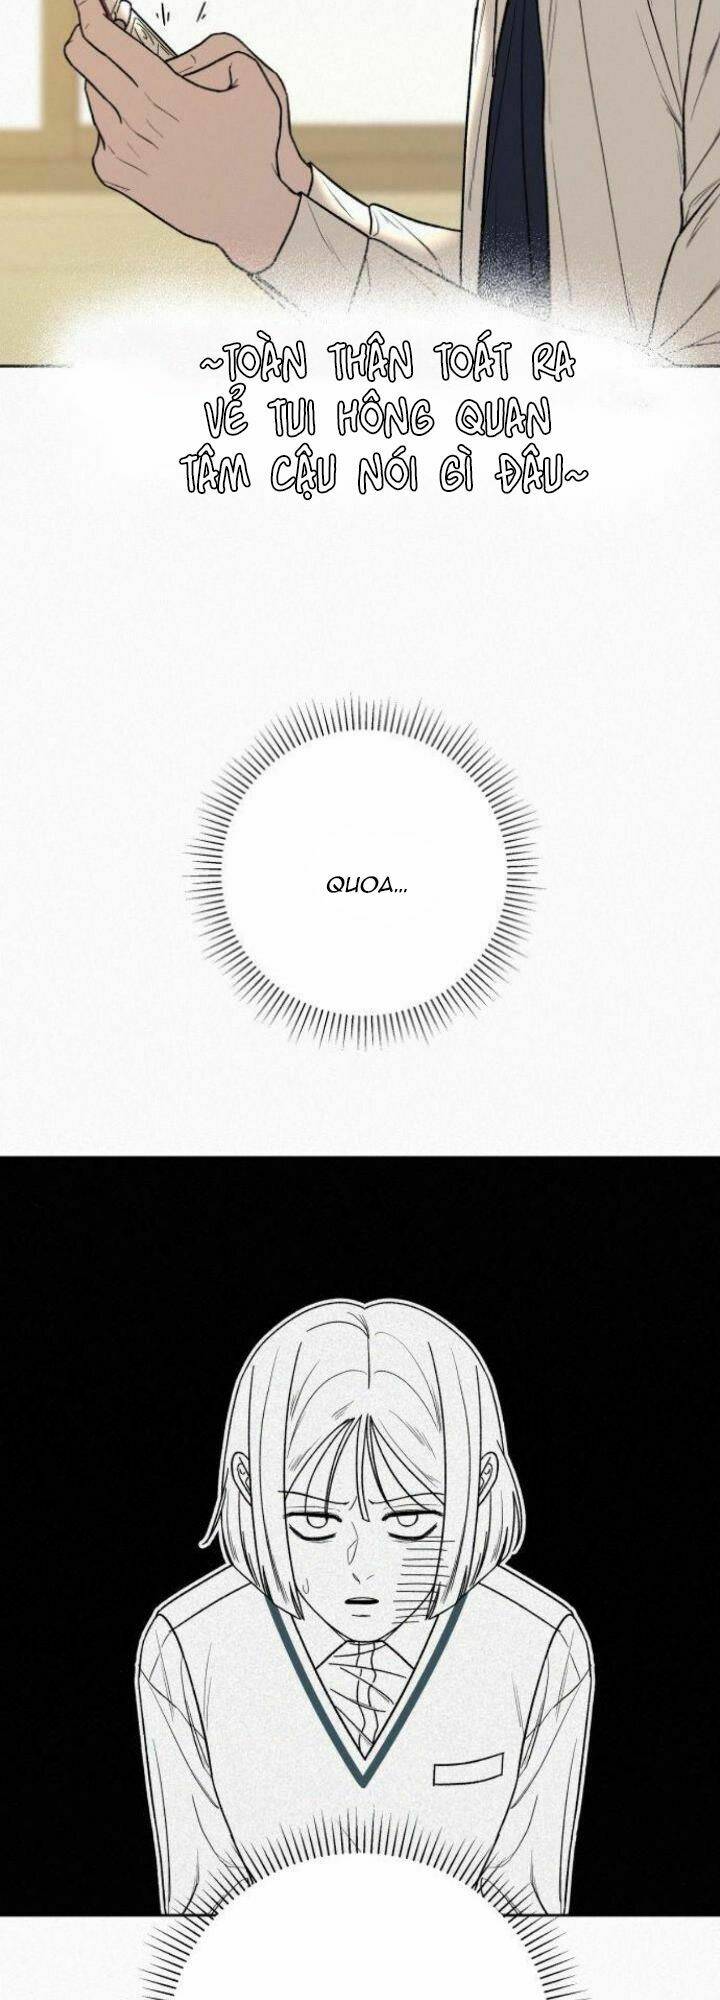 ~TOÀN THÂN TOÁT RA
VẺ TUI HÔNG QUAN
TÂM CẬU NÓI GÌ ĐÂU~
QUOA...